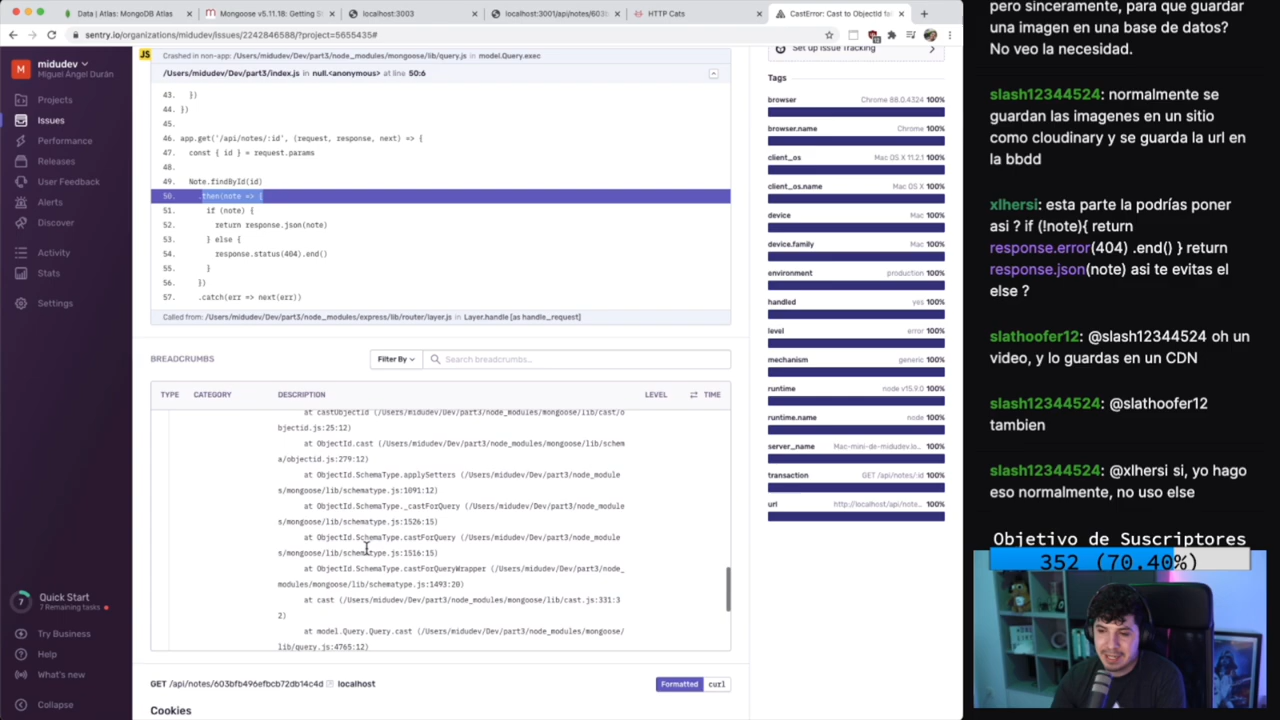 Data | Atlas: MongoDB Atlas
Mongoose v5.11.18: Getting S
localhost:3003
localhost:3001/api/notes/603b
HTTP Cats
CastError: Cast to ObjectId fai
sentry.io/organizations/midudev/issues/2242846588/?project=5655435#
M
midudev
Miguel Ángel Durán
Projects
Issues
Performance
Releases
User Feedback
Alerts
Discover
Activity
Stats
Settings
7
Quick Start
7 Remaining tasks
Try Business
Help
What's new
Collapse
JS
Crashed in non-app: /Users/midudev/Dev/part3/node_modules/mongoose/lib/query.js in model.Query.exec
/Users/midudev/Dev/part3/index.js in null.<anonymous> at line 50:6
43. })
44. })
45.
46. app.get('/api/notes/:id', (request, response, next) => {
47. const { id } = request.params
48.
49. Note.findById(id)
50. .then(note => {
51. if (note) {
52. return response.json(note)
53. } else {
54. response.status(404).end()
55. }
56. })
57. .catch(err => next(err))
Called from: /Users/midudev/Dev/part3/node_modules/express/lib/router/layer.js in Layer.handle [as handle_request]
BREADCRUMBS
Filter By
Search breadcrumbs...
TYPE CATEGORY DESCRIPTION LEVEL TIME
at castObjectId (/Users/midudev/Dev/part3/node_modules/mongoose/lib/cast/o
bjectid.js:25:12)
at ObjectId.cast (/Users/midudev/Dev/part3/node_modules/mongoose/lib/schem
a/objectid.js:279:12)
at ObjectId.SchemaType.applySetters (/Users/midudev/Dev/part3/node_module
s/mongoose/lib/schematype.js:1091:12)
at ObjectId.SchemaType._castForQuery (/Users/midudev/Dev/part3/node_module
s/mongoose/lib/schematype.js:1526:15)
at ObjectId.SchemaType.castForQuery (/Users/midudev/Dev/part3/node_module
s/mongoose/lib/schematype.js:1516:15)
at ObjectId.SchemaType.castForQueryWrapper (/Users/midudev/Dev/part3/node_
modules/mongoose/lib/schematype.js:1493:20)
at cast (/Users/midudev/Dev/part3/node_modules/mongoose/lib/cast.js:331:3
2)
at model.Query.Query.cast (/Users/midudev/Dev/part3/node_modules/mongoose/
lib/query.js:4765:12)
GET /api/notes/603bfb496efbcb72db14c4d localhost
Formatted curl
Cookies
Set up Issue Tracking
Tags
browser Chrome 88.0.4324 100%
browser.name Chrome 100%
client_os Mac OS X 11.2.1 100%
client_os.name Mac OS X 100%
device Mac 100%
device.family Mac 100%
environment production 100%
handled yes 100%
level error 100%
mechanism generic 100%
runtime node v15.9.0 100%
runtime.name node 100%
server_name Mac-mini-de-midudev.lo... 100%
transaction GET /api/notes/:id 100%
url http://localhost/api/note... 100%
pero sinceramente, para que guardar
una imagen en una base de datos?
No veo la necesidad.
slash12344524: normalmente se
guardan las imagenes en un sitio
como cloudinary y se guarda la url en
la bbdd
xlhersi: esta parte la podrías poner
asi ? if (!note){ return
response.error(404) .end() } return
response.json(note) asi te evitas el
else ?
slathoofer12: @slash12344524 oh un
video, y lo guardas en un CDN
slash12344524: @slathoofer12
tambien
slash12344524: @xlhersi si, yo hago
eso normalmente, no uso else
Objetivo de Suscriptores
352 (70.40%)